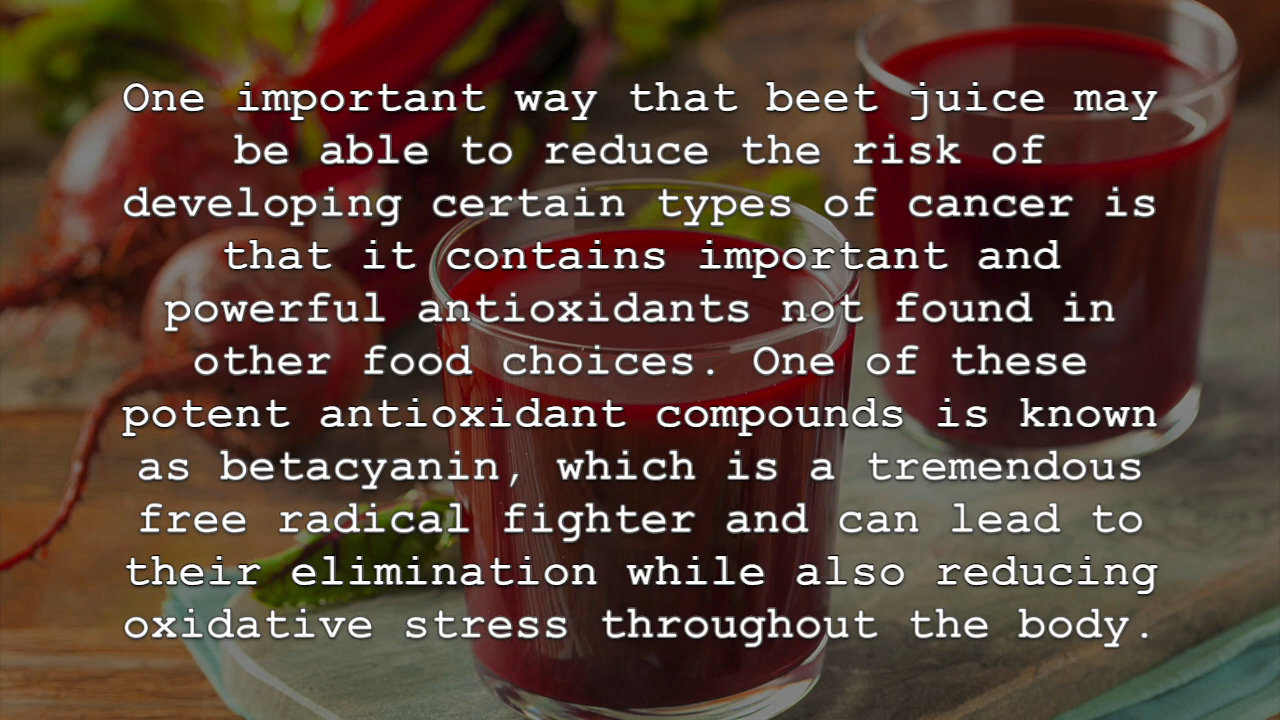 One important way that beet juice may
be able to reduce the risk of
developing certain types of cancer is
that it contains important and
powerful antioxidants not found in
other food choices. One of these
potent antioxidant compounds is known
as betacyanin, which is a tremendous
free radical fighter and can lead to
their elimination while also reducing
oxidative stress throughout the body.